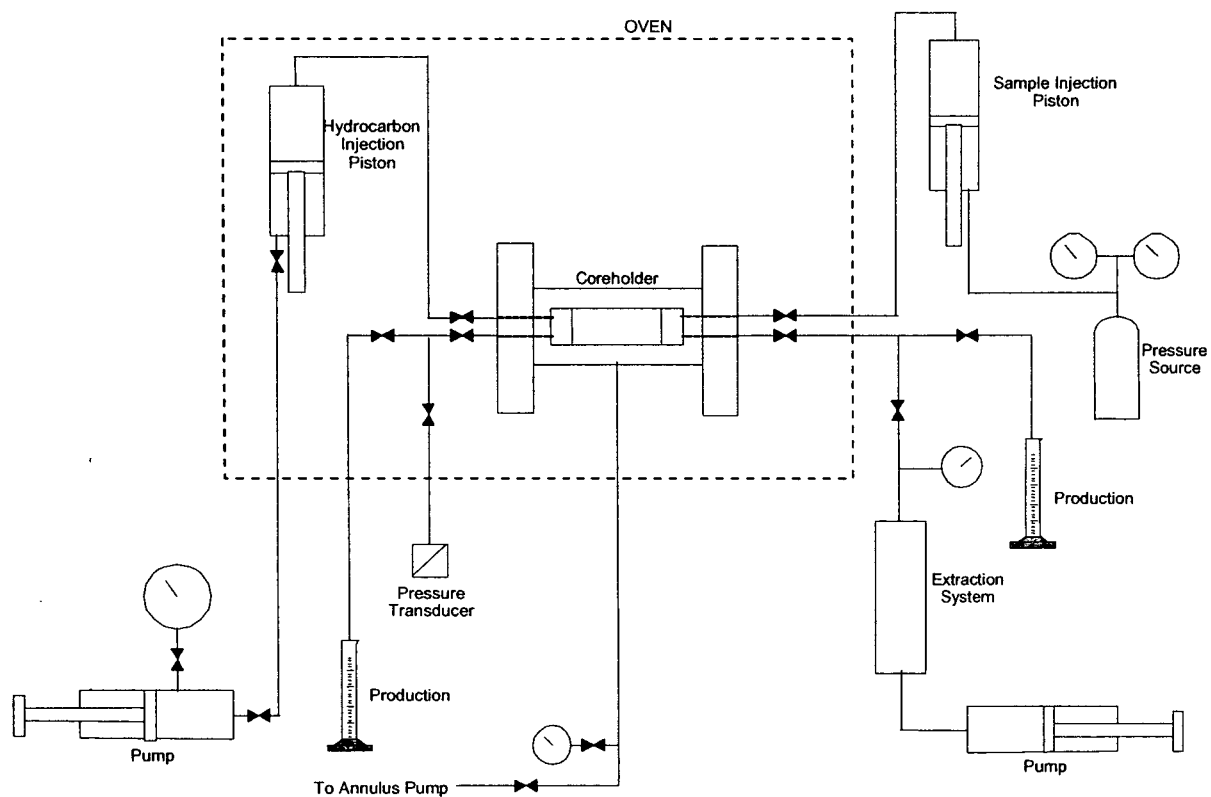 OVEN
Hydrocarbon
Injection
Piston
Sample Injection
Piston
Coreholder
Pressure
Source
Production
Extraction
System
Pressure
Transducer
Production
Pump
To Annulus Pump
Pump